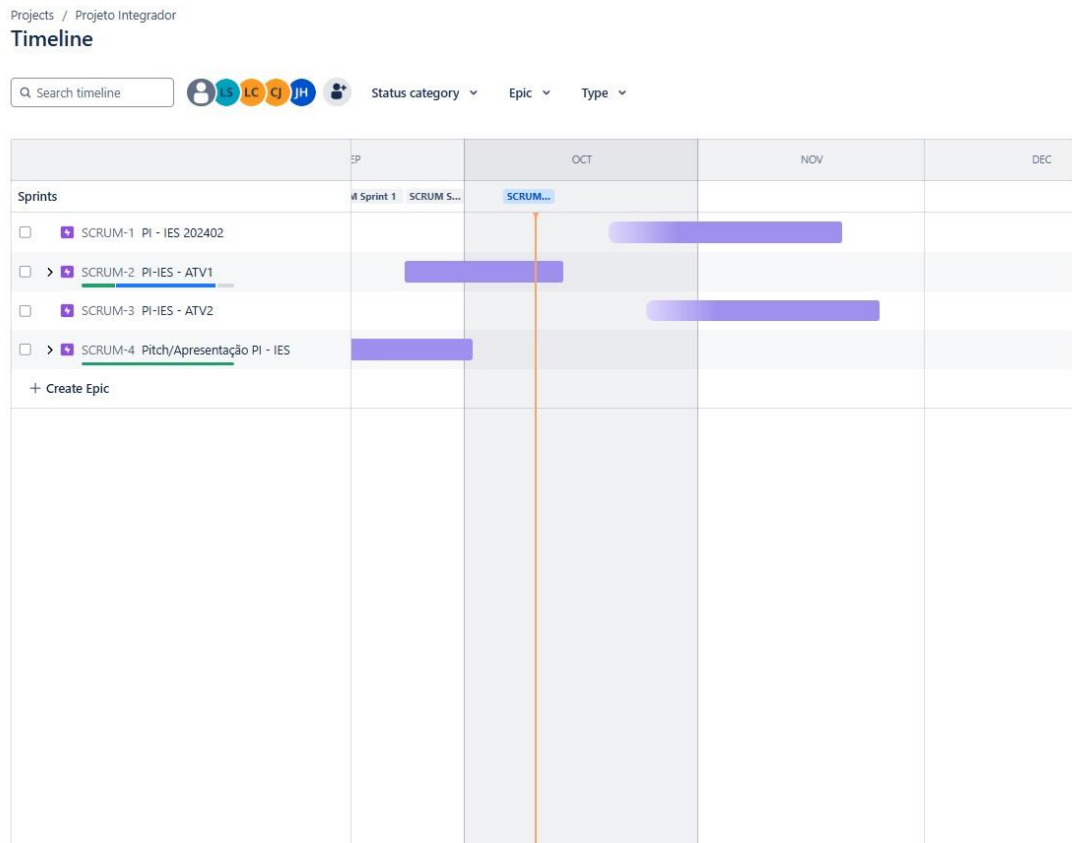 Projects / Projeto Integrador
Timeline
Search timeline LS LC CJ JH Status category Epic Type
EP OCT NOV DEC
Sprints M Sprint 1 SCRUM S... SCRUM...
SCRUM-1 PI - IES 202402
SCRUM-2 PI-IES - ATV1
SCRUM-3 PI-IES - ATV2
SCRUM-4 Pitch/Apresentação PI - IES
+ Create Epic